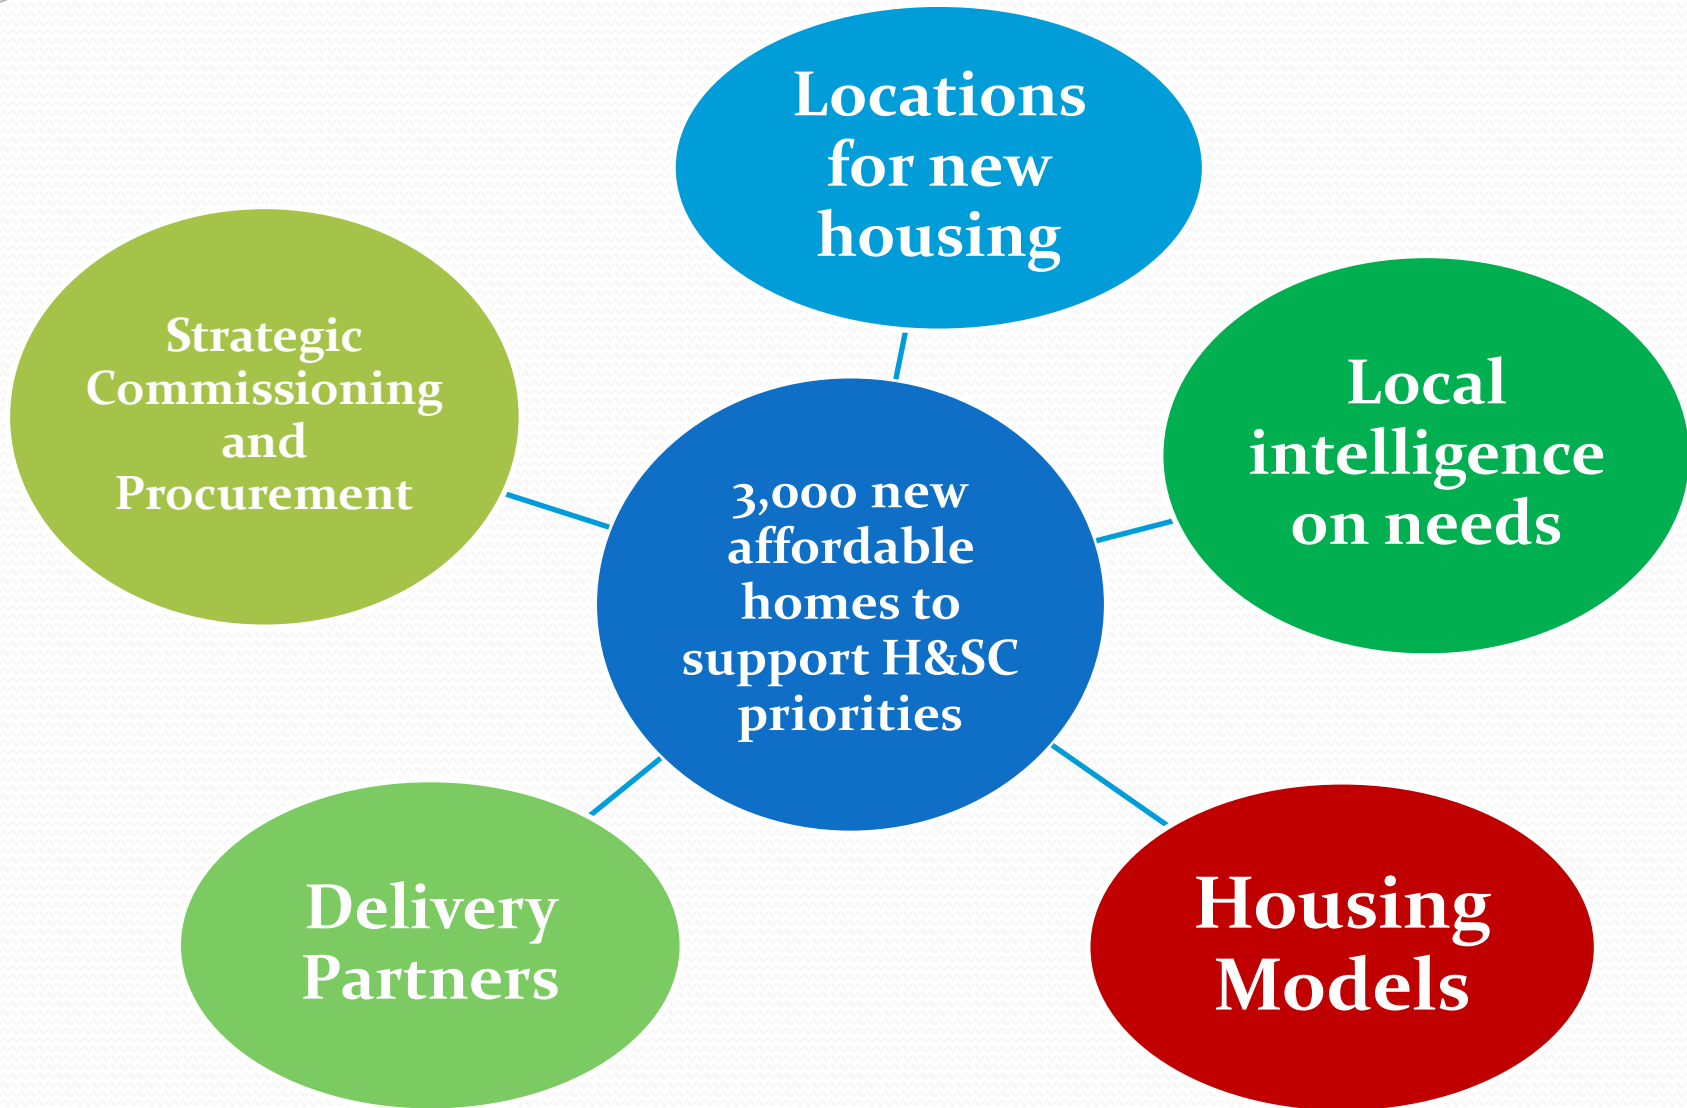 Locations
for new
housing
Strategic
Commissioning
and
Procurement
Local
intelligence
on needs
3,000 new
affordable
homes to
support H&SC
priorities
Delivery
Partners
Housing
Models